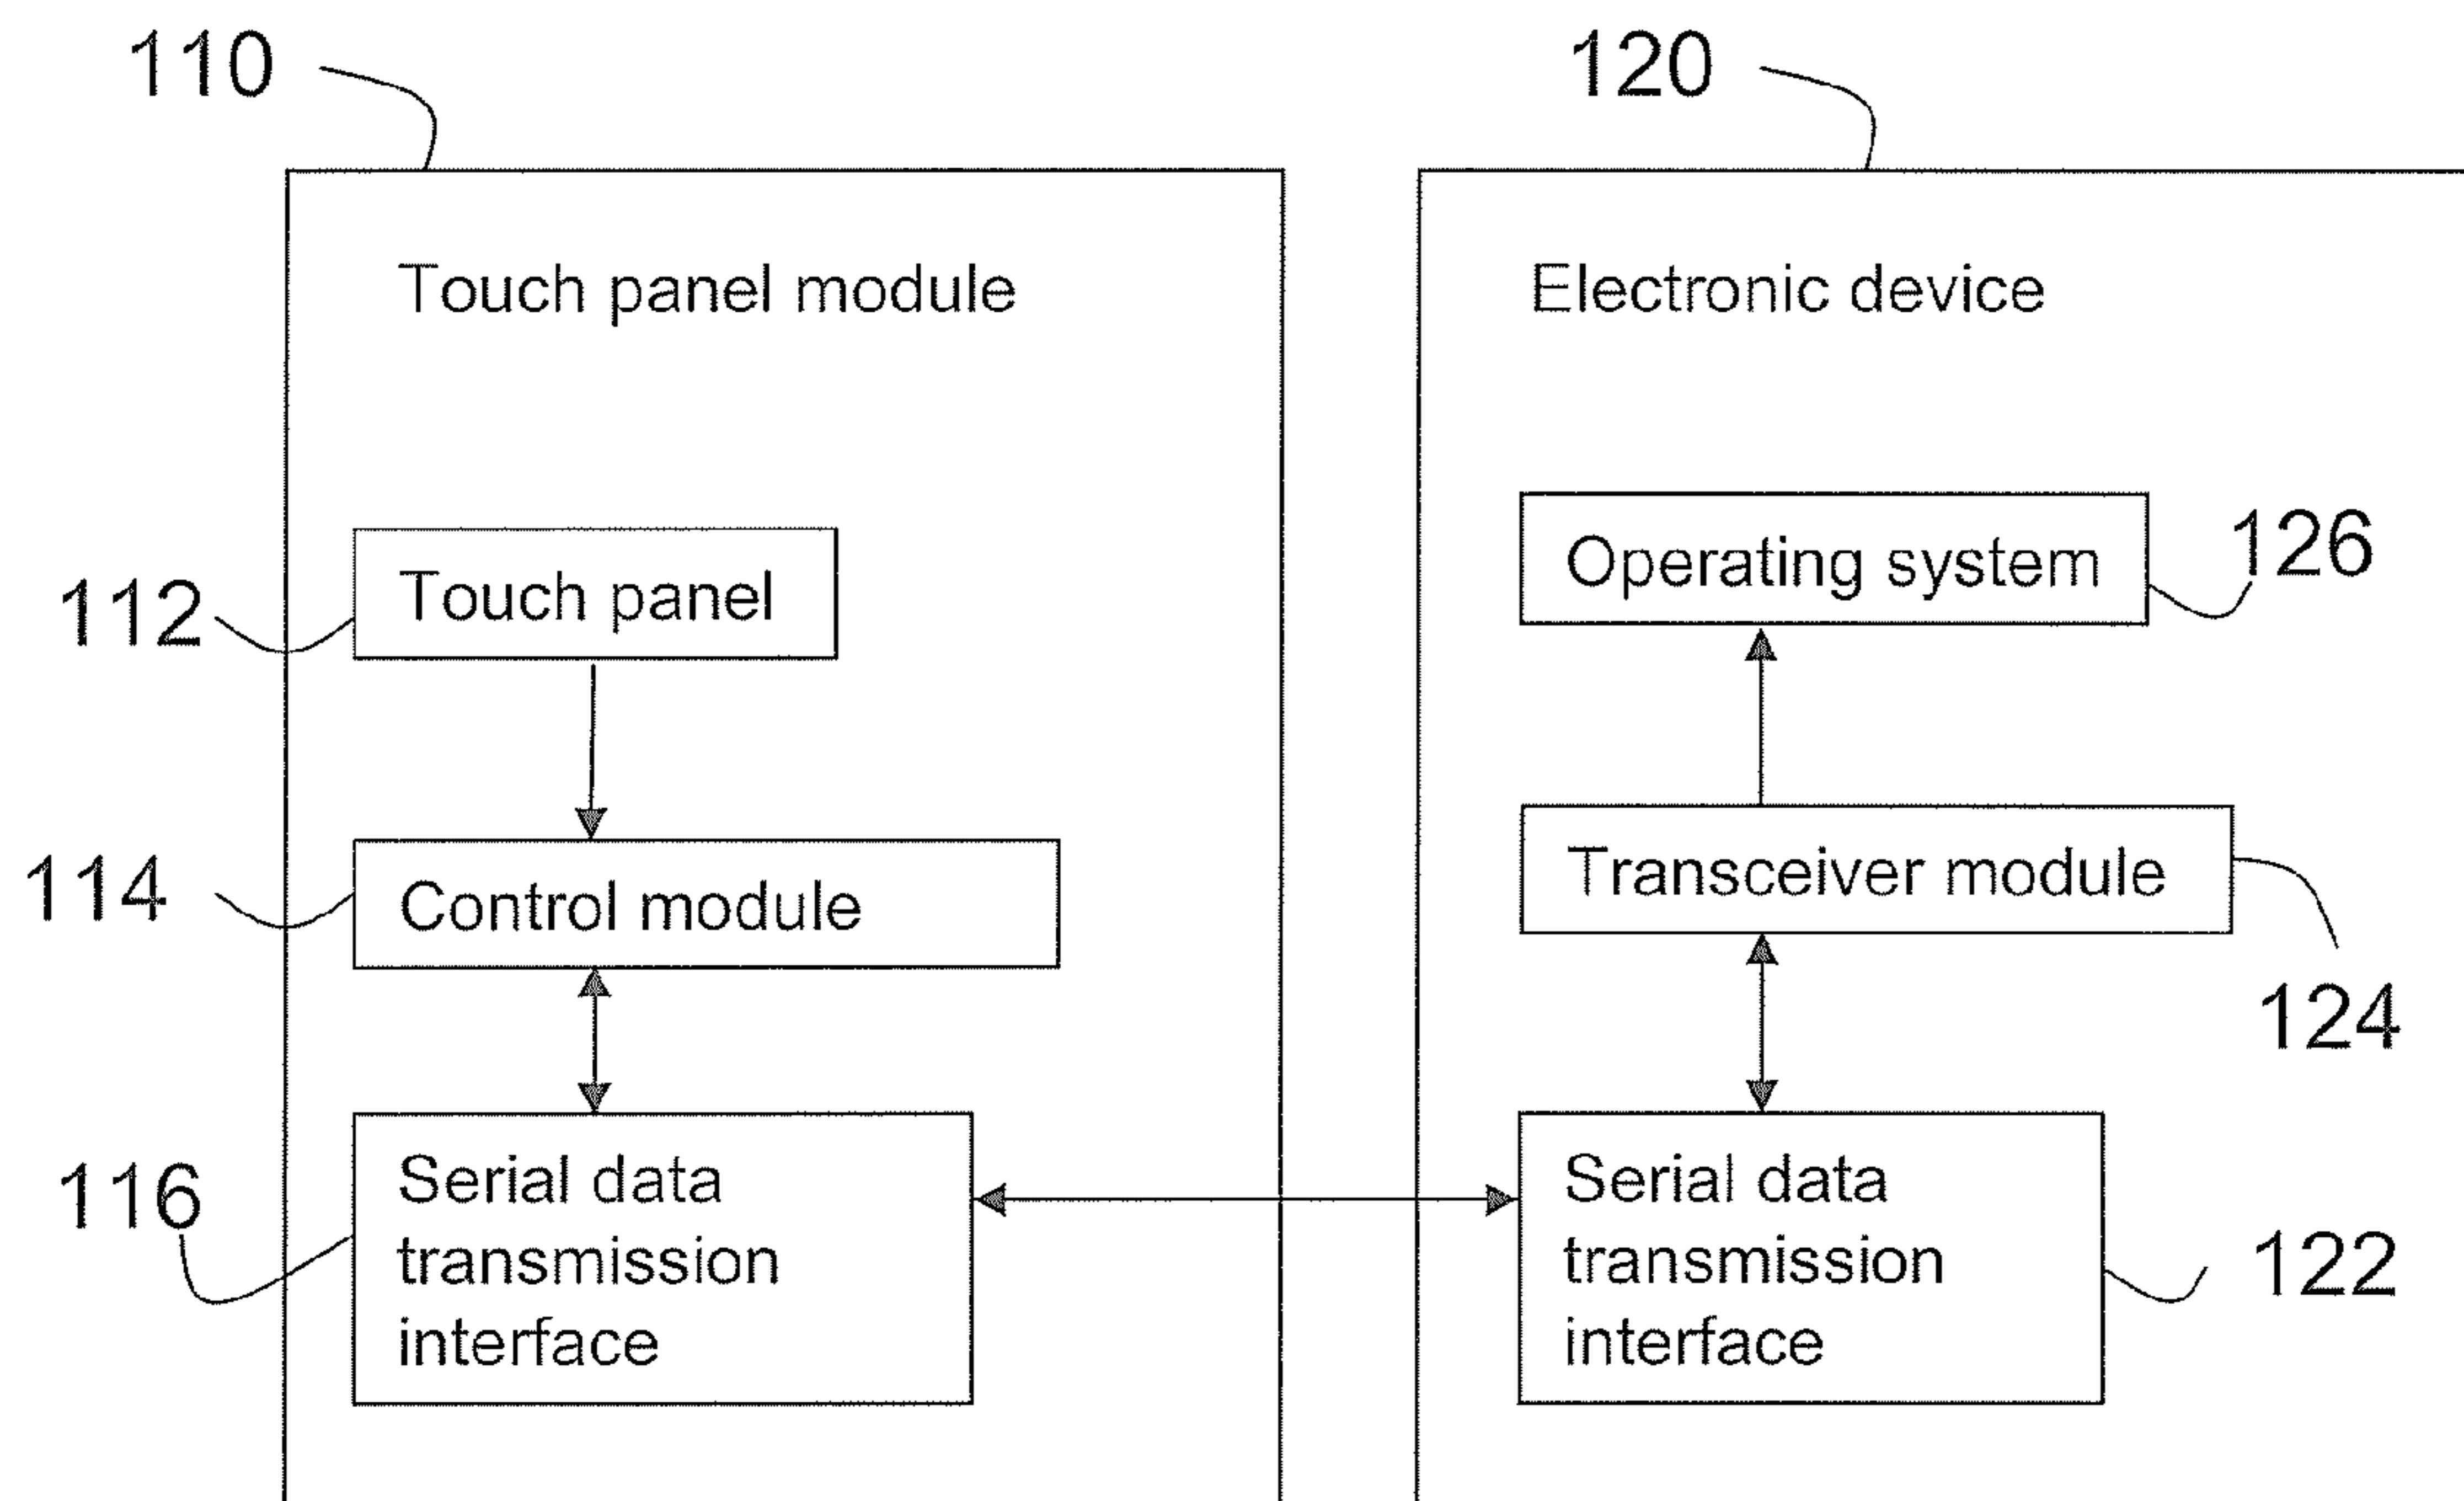 110
120
Touch panel module
Electronic device
Operating system
126
112
Touch panel
Transceiver module
124
114
Control module
116
Serial data
transmission
interface
Serial data
transmission
interface
122